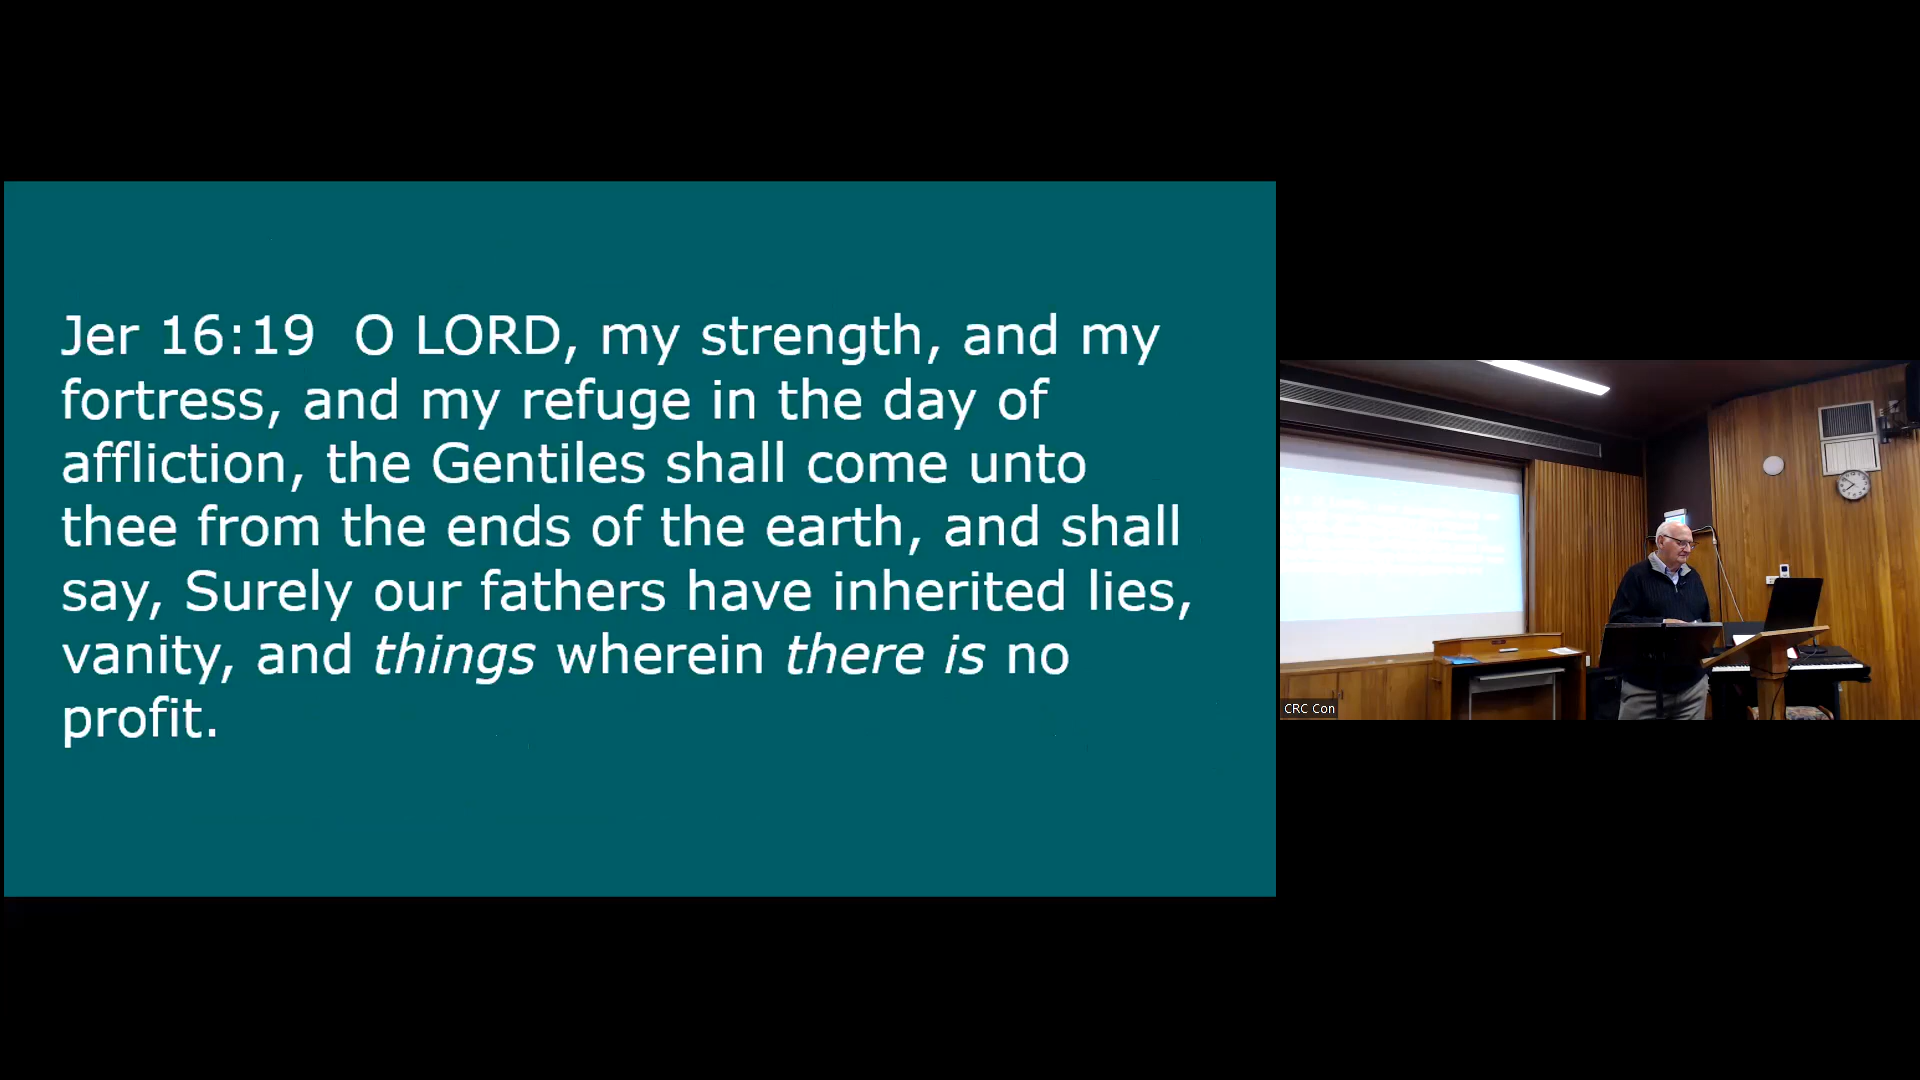 Jer 16:19  O LORD, my strength, and my
fortress, and my refuge in the day of
affliction, the Gentiles shall come unto
thee from the ends of the earth, and shall
say, Surely our fathers have inherited lies,
vanity, and things wherein there is no
profit.
CRC Con